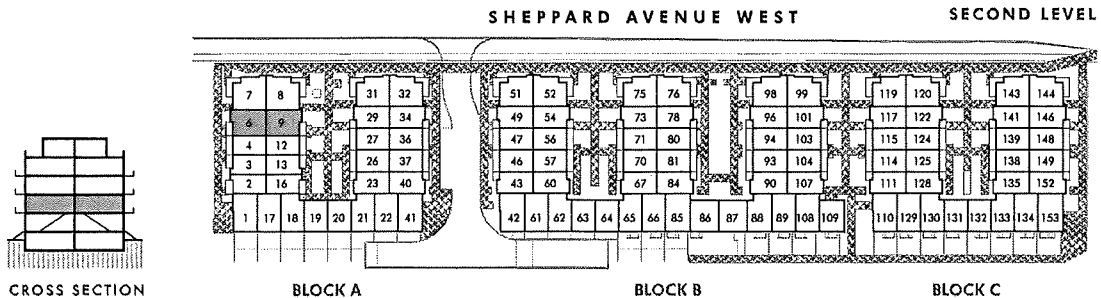 SHEPPARD AVENUE WEST SECOND LEVEL
7 8 31 32 51 52 75 76 98 99 119 120 143 144
6 9 29 34 49 54 73 78 96 101 117 122 141 146
4 12 27 36 47 56 71 80 94 103 115 124 139 148
3 13 26 37 46 57 70 81 93 104 114 125 138 149
2 16 23 40 43 60 67 84 90 107 111 128 135 152
1 17 18 19 20 21 22 41 42 61 62 63 64 65 66 85 86 87 88 89 108 109 110 129 130 131 132 133 134 153
CROSS SECTION BLOCK A BLOCK B BLOCK C